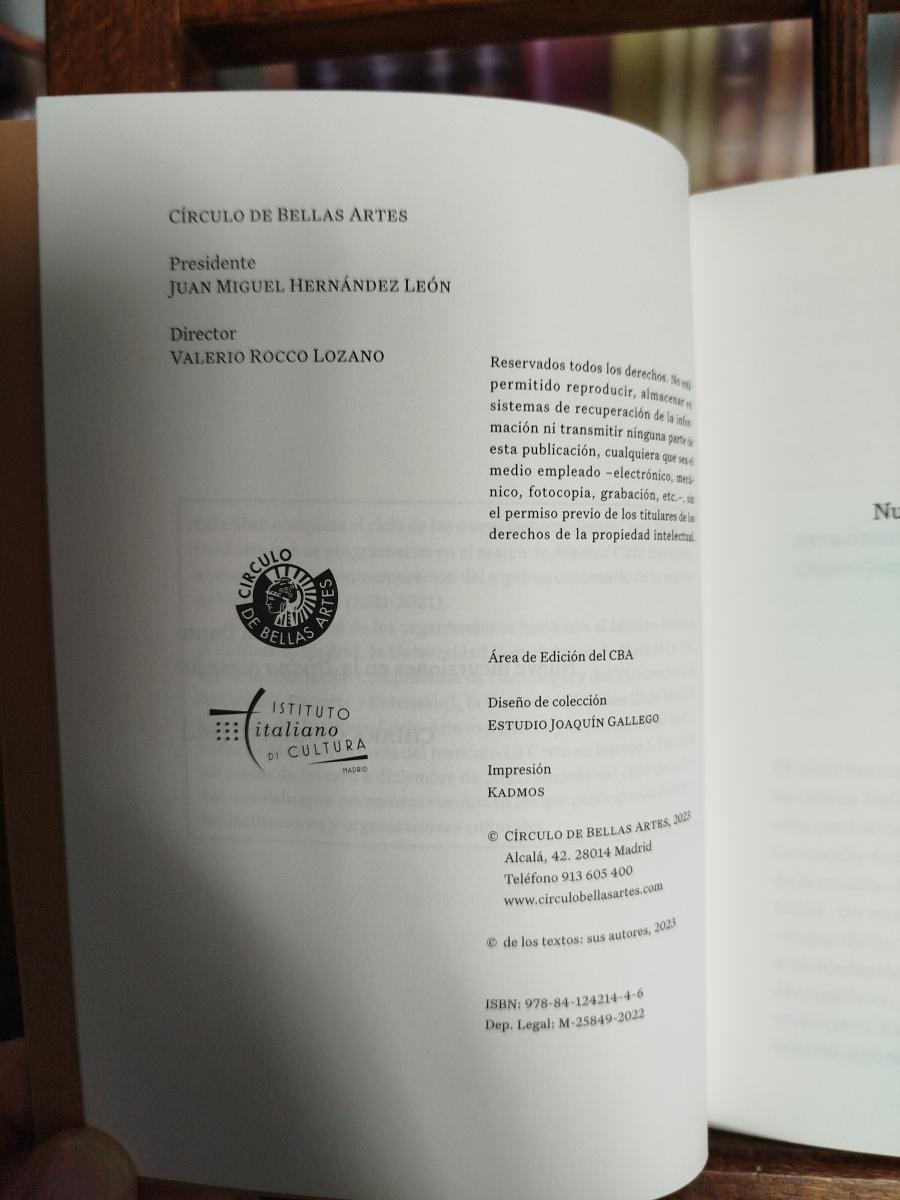 CÍRCULO DE BELLAS ARTES
Presidente
JUAN MIGUEL HERNÁNDEZ LEÓN
Director
VALERIO ROCCO LOZANO
Reservados todos los derechos. No está
permitido reproducir, almacenar en
sistemas de recuperación de la infor-
mación ni transmitir ninguna parte de
esta publicación, cualquiera que sea el
medio empleado –electrónico, mecá-
nico, fotocopia, grabación, etc.–, sin
el permiso previo de los titulares de los
derechos de la propiedad intelectual.
CIRCULO
DE BELLAS ARTES
ISTITUTO
italiano
DI CULTURA
MADRID
Área de Edición del CBA
Diseño de colección
ESTUDIO JOAQUÍN GALLEGO
Impresión
KADMOS
© CÍRCULO DE BELLAS ARTES, 2023
Alcalá, 42. 28014 Madrid
Teléfono 913 605 400
www.circulobellasartes.com
© de los textos: sus autores, 2023
ISBN: 978-84-124214-4-6
Dep. Legal: M-25849-2022
Nu